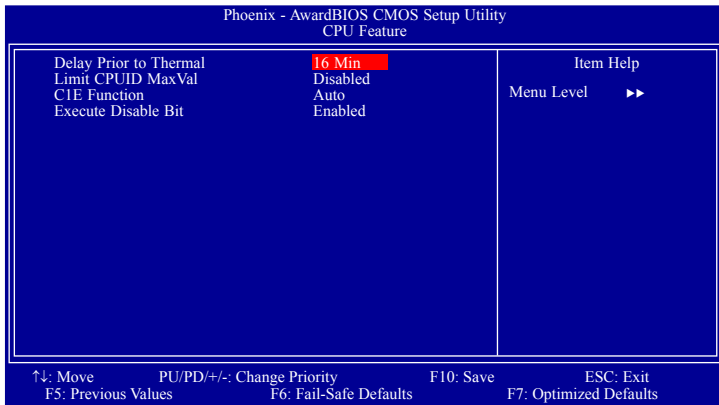 Phoenix - AwardBIOS CMOS Setup Utility
CPU Feature
Delay Prior to Thermal 16 Min
Limit CPUID MaxVal Disabled
C1E Function Auto
Execute Disable Bit Enabled
Item Help
Menu Level ▶▶
↑↓: Move PU/PD/+/-: Change Priority F10: Save ESC: Exit
F5: Previous Values F6: Fail-Safe Defaults F7: Optimized Defaults